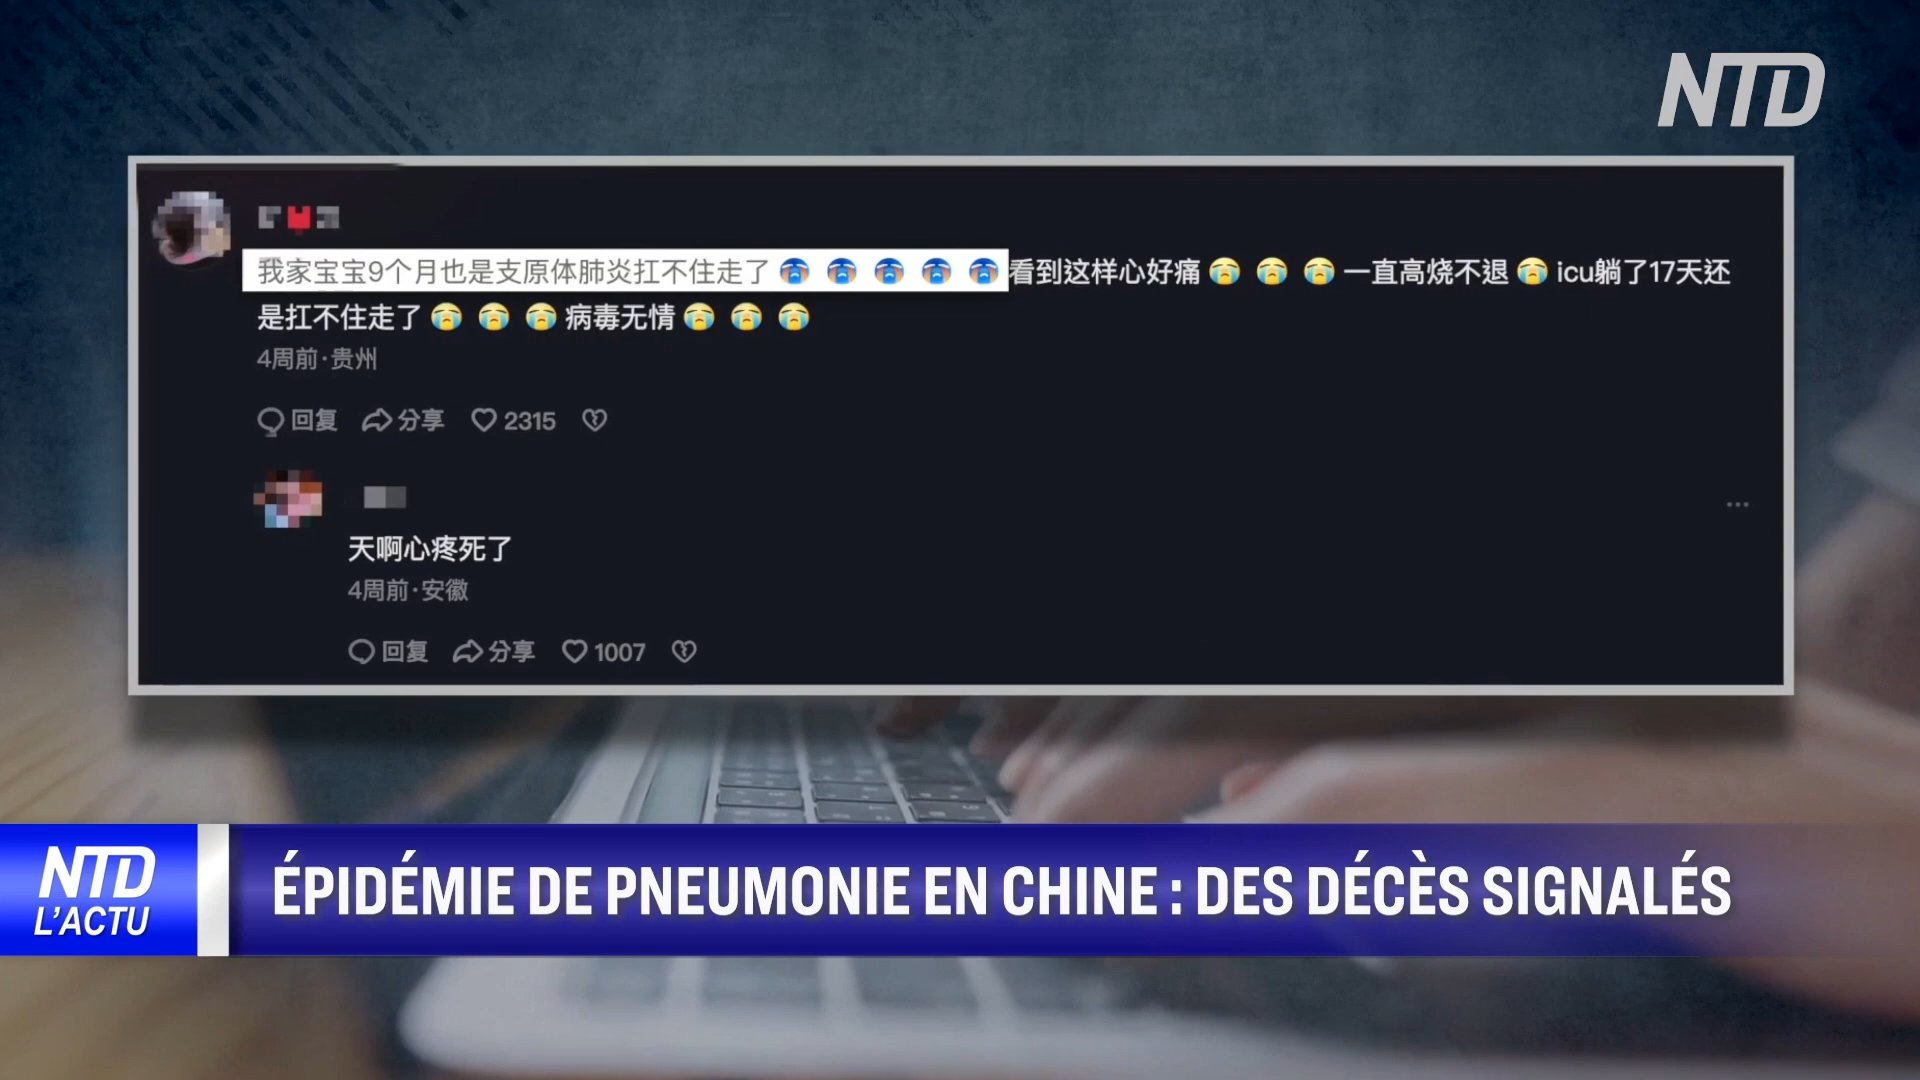 NTD
我家宝宝9个月也是支原体肺炎扛不住走了😭😭😭😭😭看到这样心好痛😭😭😭一直高烧不退😭icu躺了17天还
是扛不住走了😭😭😭病毒无情😭😭😭
4周前·贵州
回复 分享 2315
天啊心疼死了
4周前·安徽
回复 分享 1007
NTD
L'ACTU
ÉPIDÉMIE DE PNEUMONIE EN CHINE : DES DÉCÈS SIGNALÉS